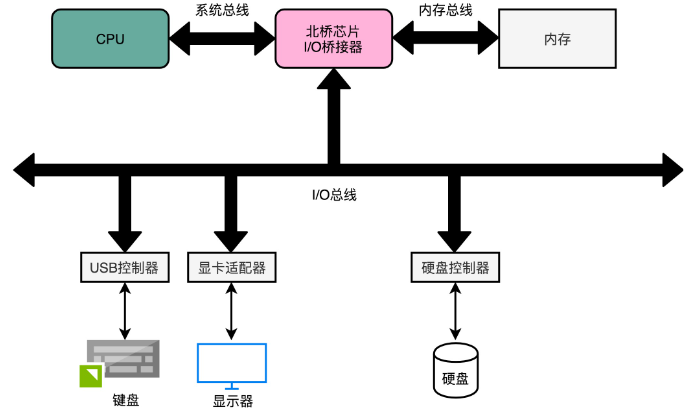 系统总线
内存总线
CPU
北桥芯片
I/O桥接器
内存
I/O总线
USB控制器
显卡适配器
硬盘控制器
硬盘
键盘
显示器